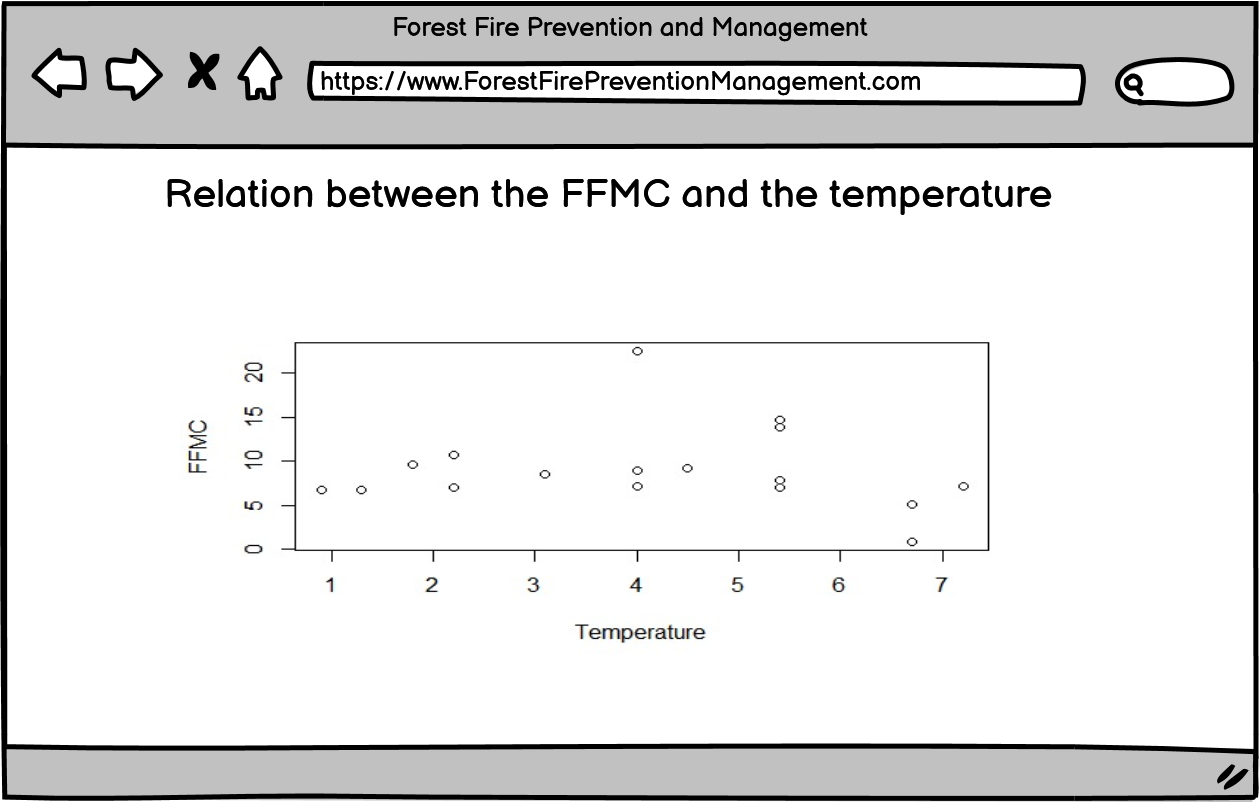 Forest Fire Prevention and Management
https://www.ForestFirePreventionManagement.com
Relation between the FFMC and the temperature
FFMC
20
15
10
5
0
1 2 3 4 5 6 7
Temperature